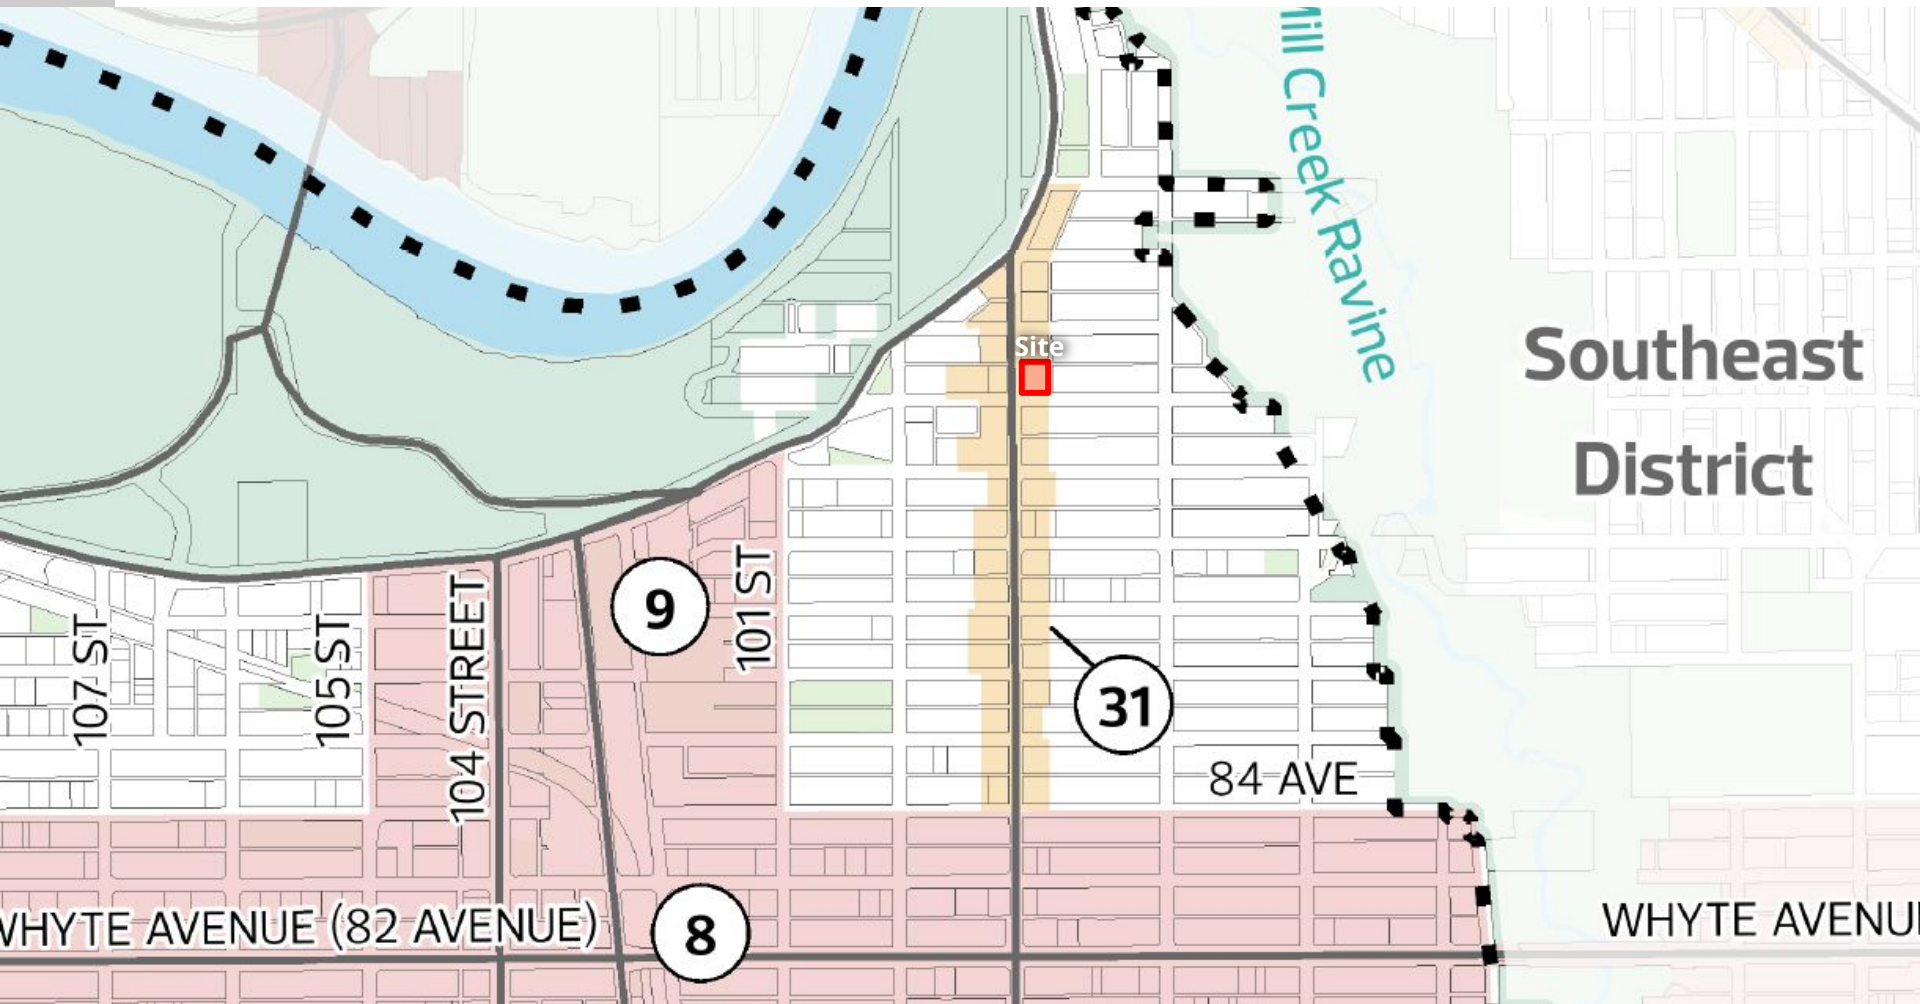 Mill Creek Ravine
Site
Southeast
District
9
101 ST
107 ST
105 ST
104 STREET
31
84 AVE
WHYTE AVENUE (82 AVENUE)
8
WHYTE AVENU